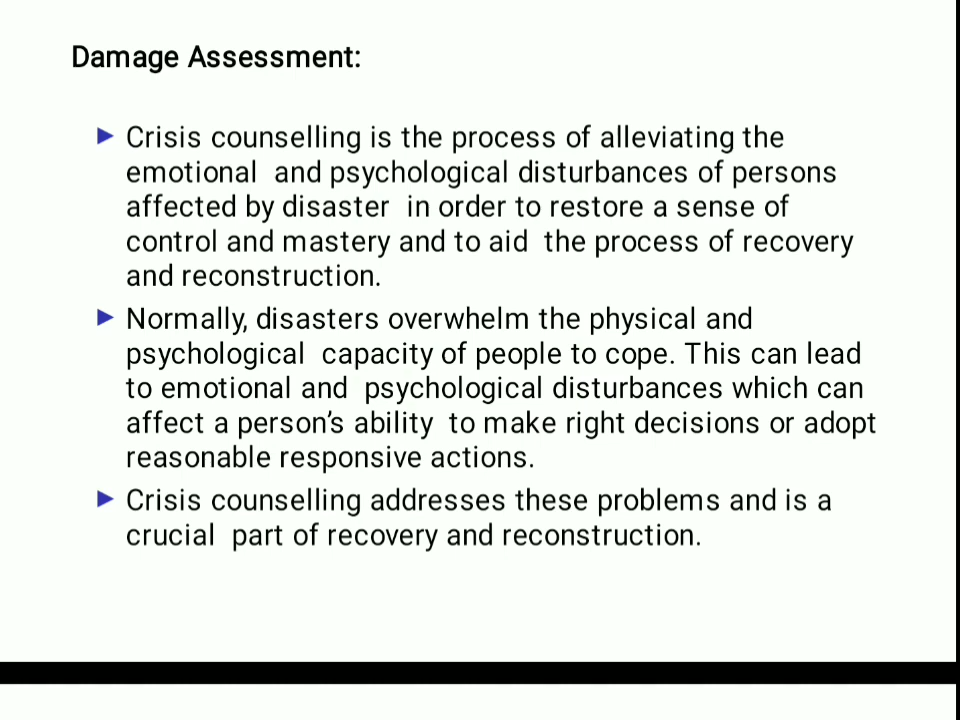 Damage Assessment:
▶ Crisis counselling is the process of alleviating the
emotional and psychological disturbances of persons
affected by disaster in order to restore a sense of
control and mastery and to aid the process of recovery
and reconstruction.
▶ Normally, disasters overwhelm the physical and
psychological capacity of people to cope. This can lead
to emotional and psychological disturbances which can
affect a person's ability to make right decisions or adopt
reasonable responsive actions.
▶ Crisis counselling addresses these problems and is a
crucial part of recovery and reconstruction.